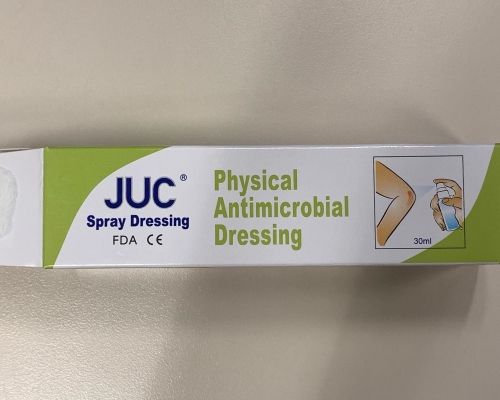 JUC®
Spray Dressing
FDA CE
Physical
Antimicrobial
Dressing
30ml